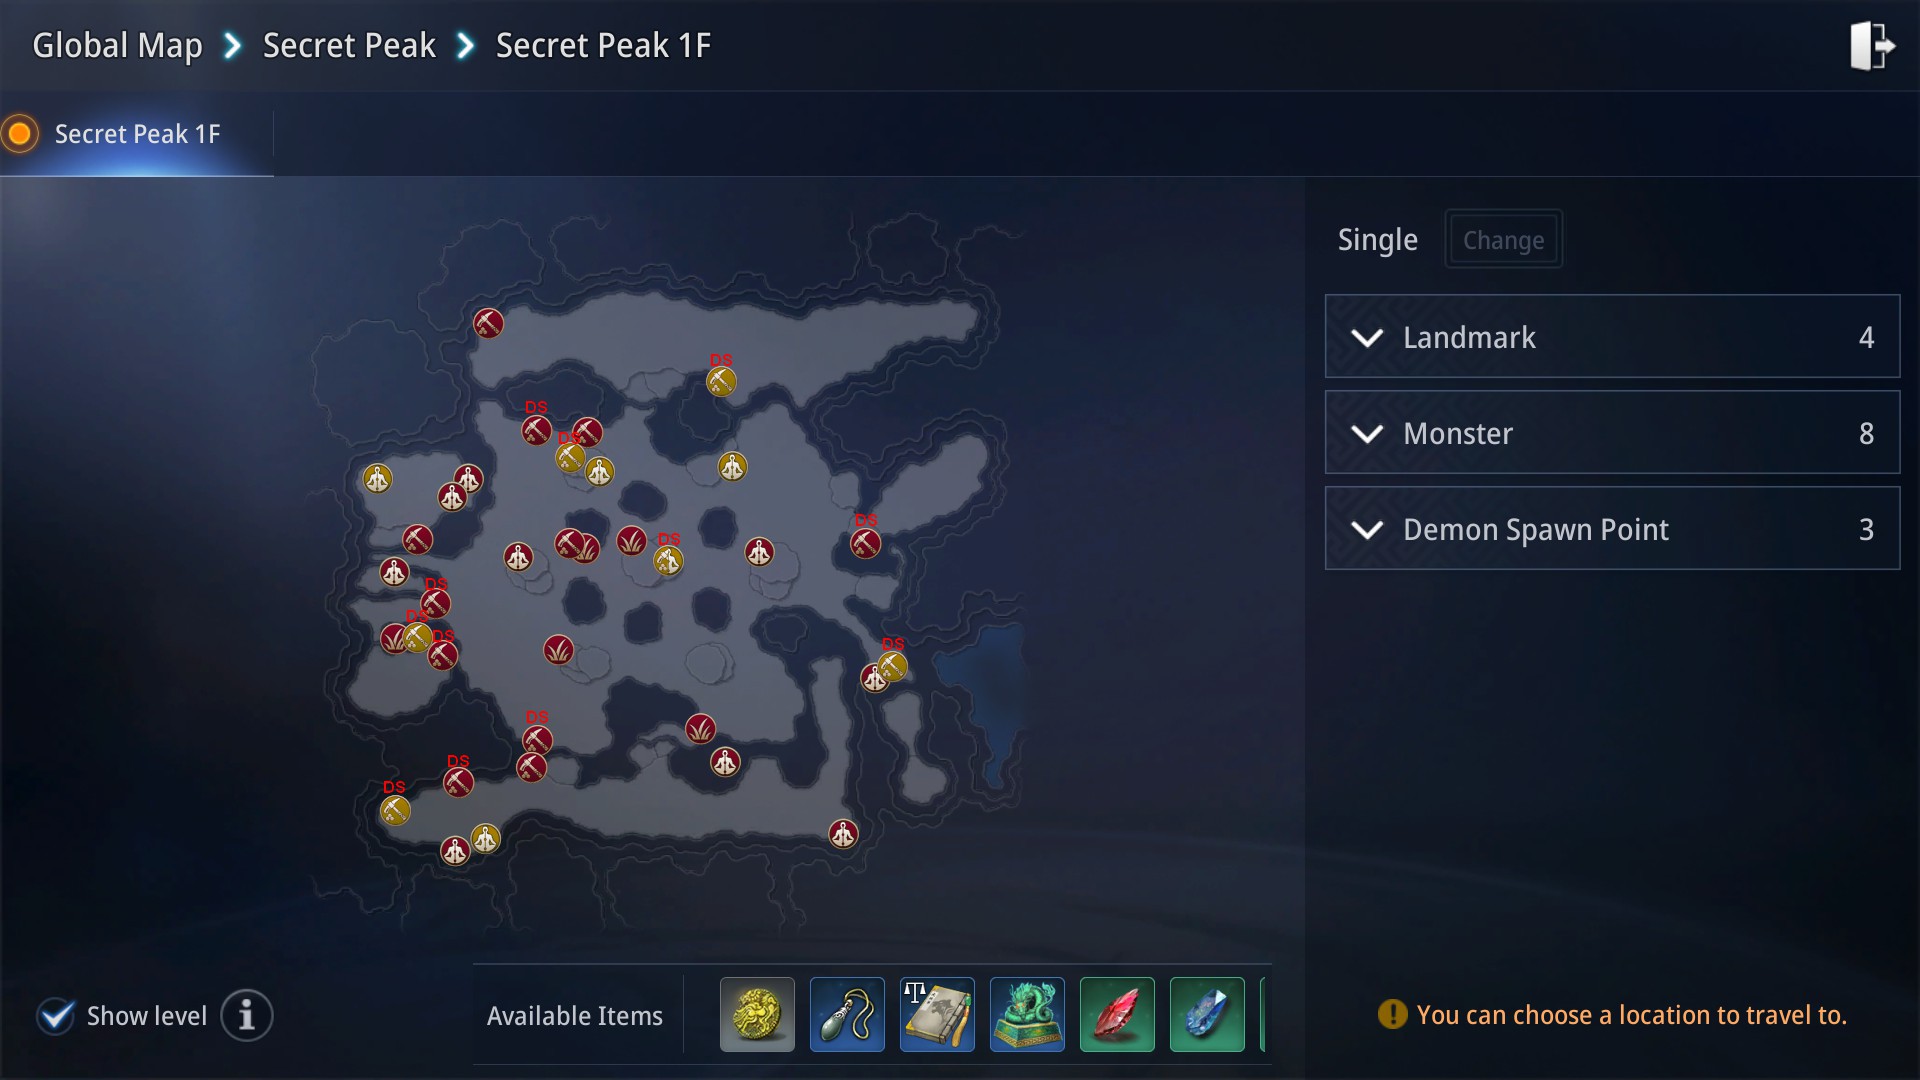 Global Map > Secret Peak > Secret Peak 1F
Secret Peak 1F
Single
Change
Landmark 4
Monster 8
Demon Spawn Point 3
DS
DS
DS
DS
DS
DS
DS
DS
DS
DS
DS
DS
Show level
Available Items
You can choose a location to travel to.